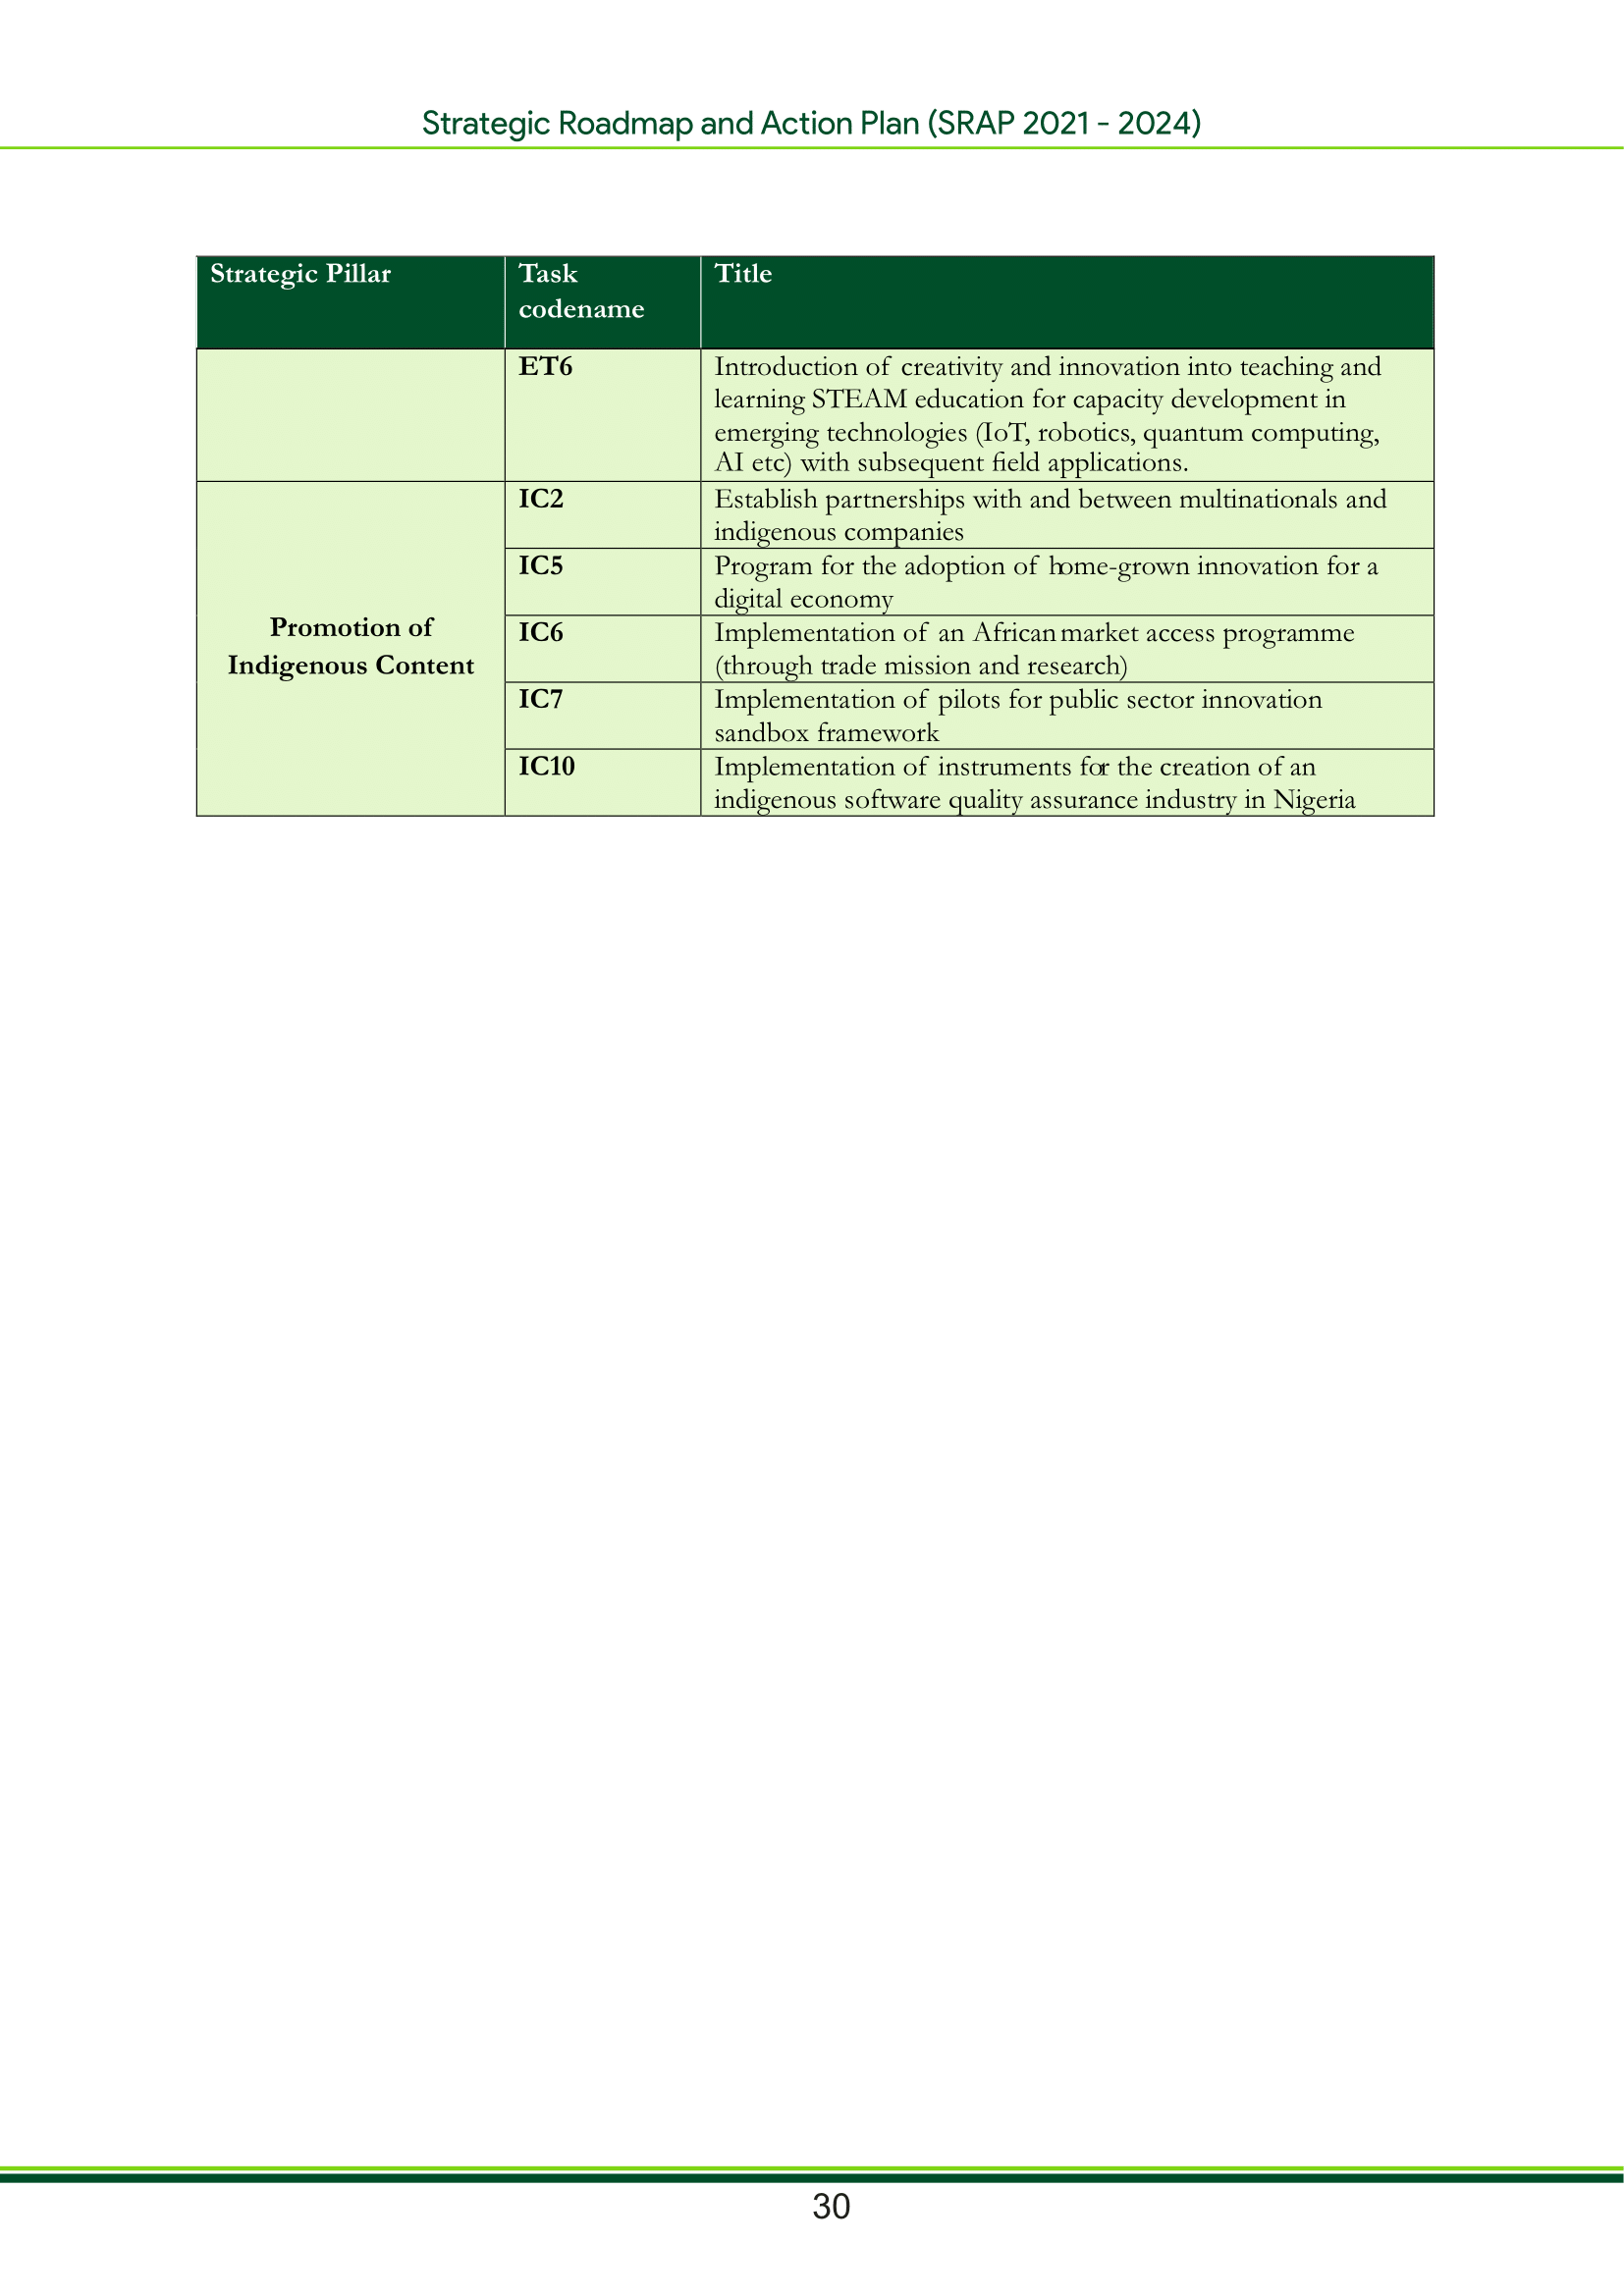 Strategic Roadmap and Action Plan (SRAP 2021 - 2024)
Strategic Pillar
Task
codename
Title
ET6
Introduction of creativity and innovation into teaching and
learning STEAM education for capacity development in
emerging technologies (IoT, robotics, quantum computing,
AI etc) with subsequent field applications.
Promotion of
Indigenous Content
IC2
Establish partnerships with and between multinationals and
indigenous companies
IC5
Program for the adoption of home-grown innovation for a
digital economy
IC6
Implementation of an African market access programme
(through trade mission and research)
IC7
Implementation of pilots for public sector innovation
sandbox framework
IC10
Implementation of instruments for the creation of an
indigenous software quality assurance industry in Nigeria
30